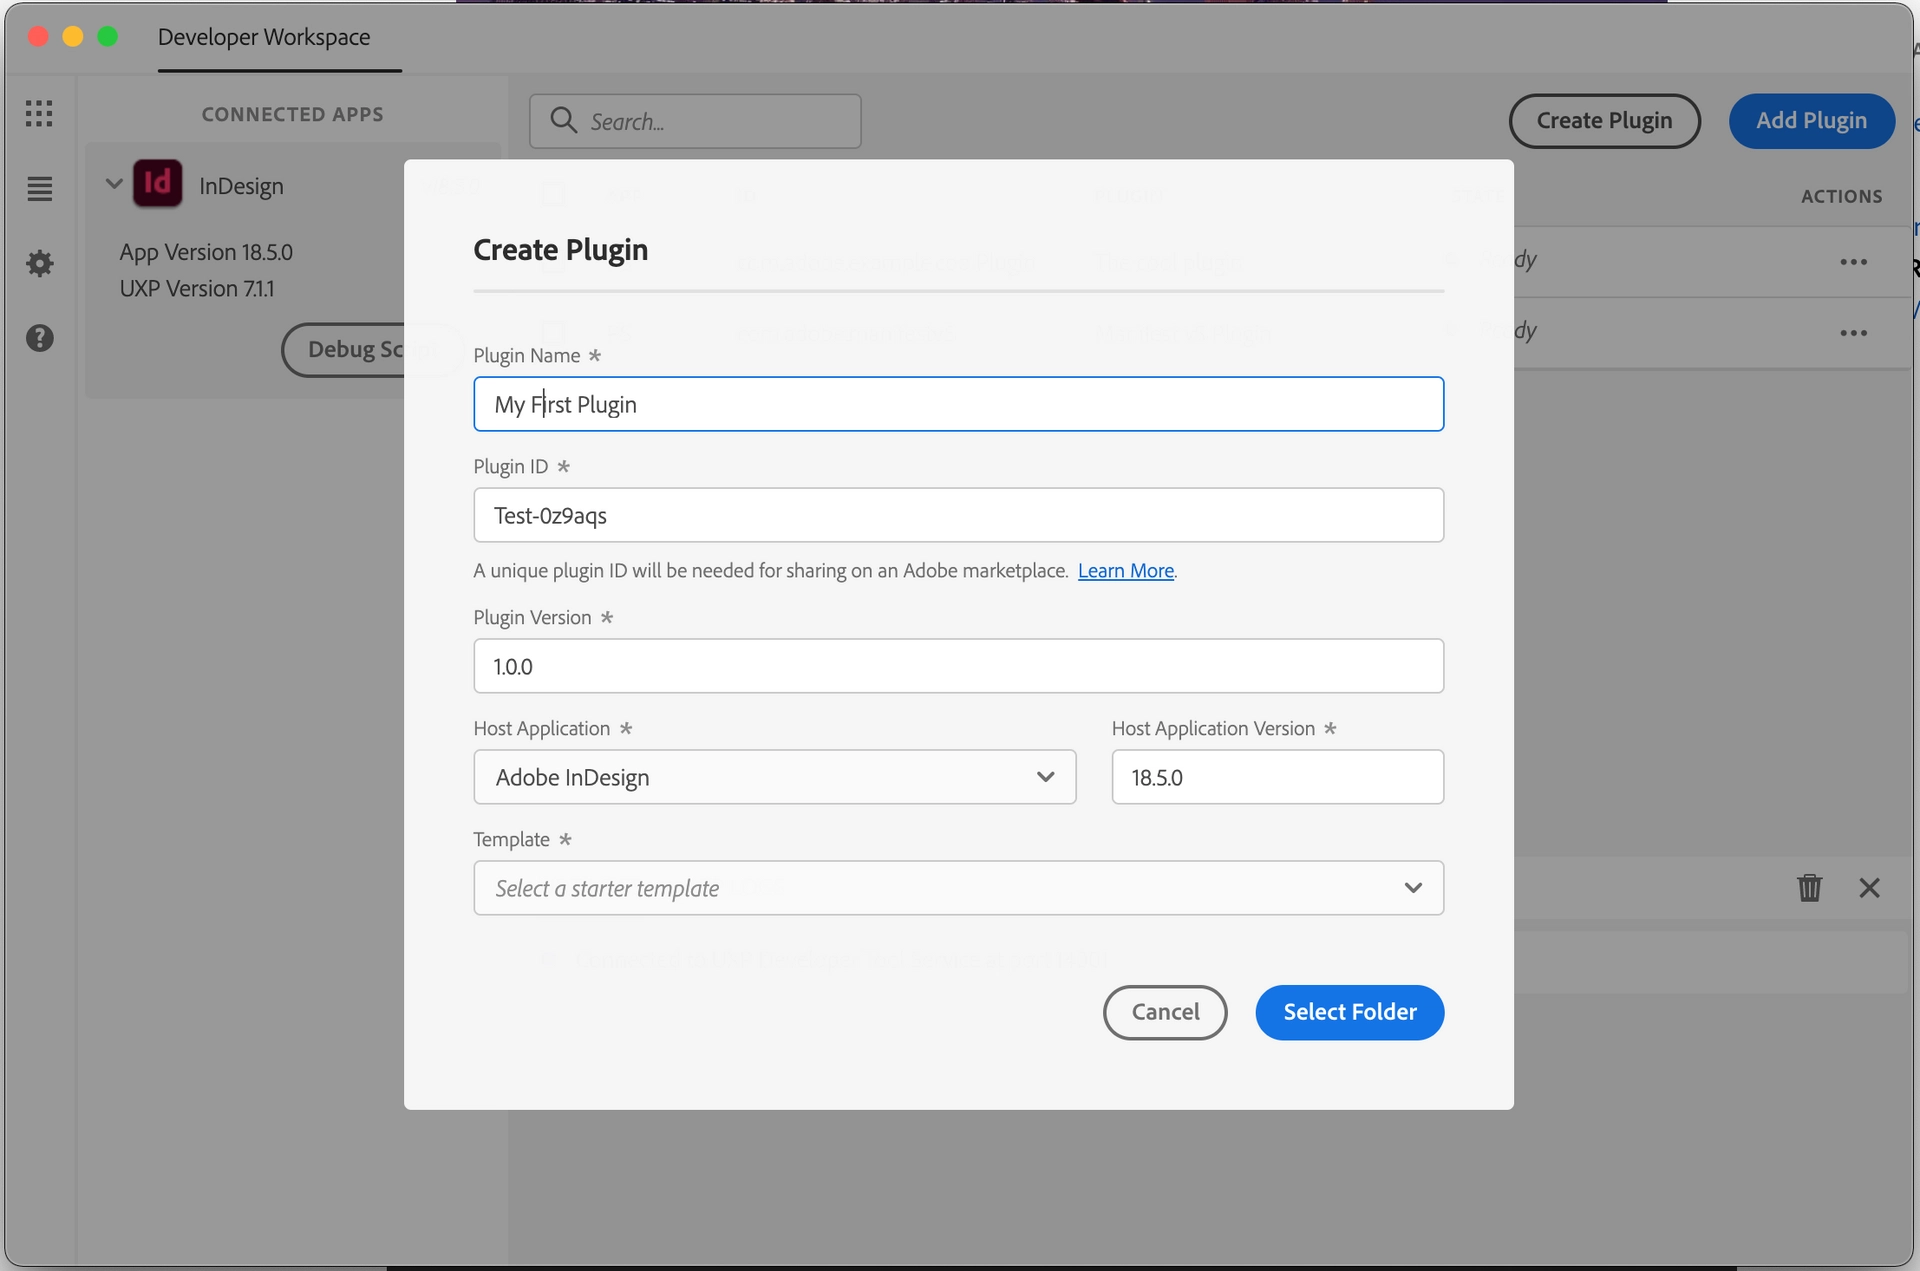 Developer Workspace
CONNECTED APPS
Search...
Create Plugin
Add Plugin
Id
InDesign
ACTIONS
App Version 18.5.0
UXP Version 7.1.1
Debug Sc
dy
dy
Create Plugin
Plugin Name *
My First Plugin
Plugin ID *
Test-0z9aqs
A unique plugin ID will be needed for sharing on an Adobe marketplace. Learn More.
Plugin Version *
1.0.0
Host Application *
Host Application Version *
Adobe InDesign
18.5.0
Template *
Select a starter template
Cancel
Select Folder